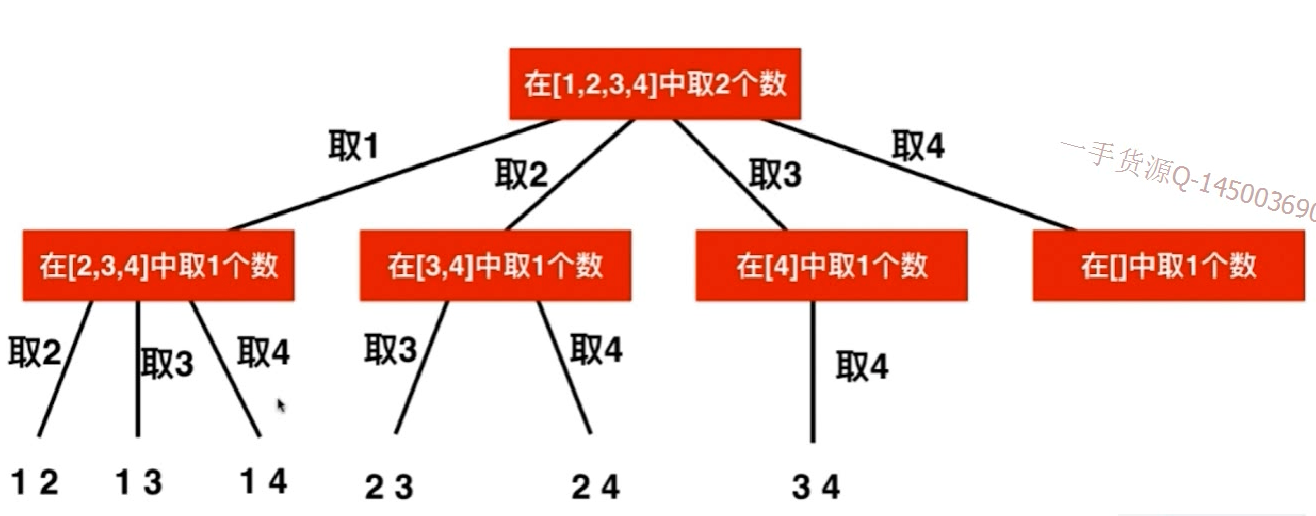 在[1,2,3,4]中取2个数
取1
取2
取3
取4
一手货源Q-14500369
在[2,3,4]中取1个数
在[3,4]中取1个数
在[4]中取1个数
在[]中取1个数
取2
取3
取4
取3
取4
取4
1 2
1 3
1 4
2 3
2 4
3 4